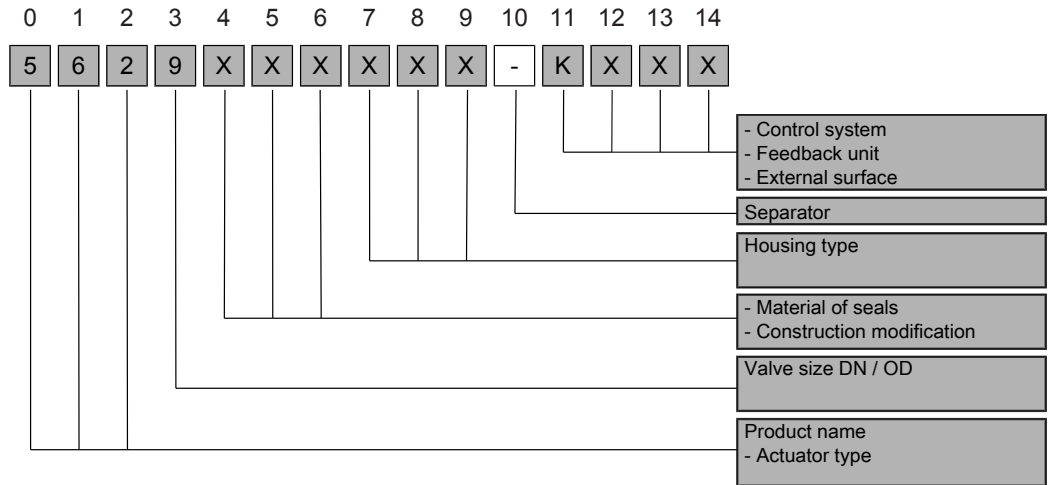 0 1 2 3 4 5 6 7 8 9 10 11 12 13 14
5 6 2 9 X X X X X X - K X X X
- Control system
- Feedback unit
- External surface
Separator
Housing type
- Material of seals
- Construction modification
Valve size DN / OD
Product name
- Actuator type